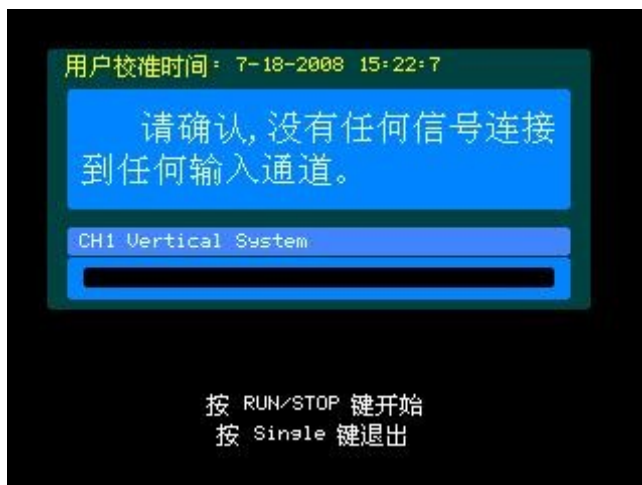 用户校准时间: 7-18-2008 15:22:7
请确认,没有任何信号连接
到任何输入通道。
CH1 Vertical System
按 RUN/STOP 键开始
按 Single 键退出